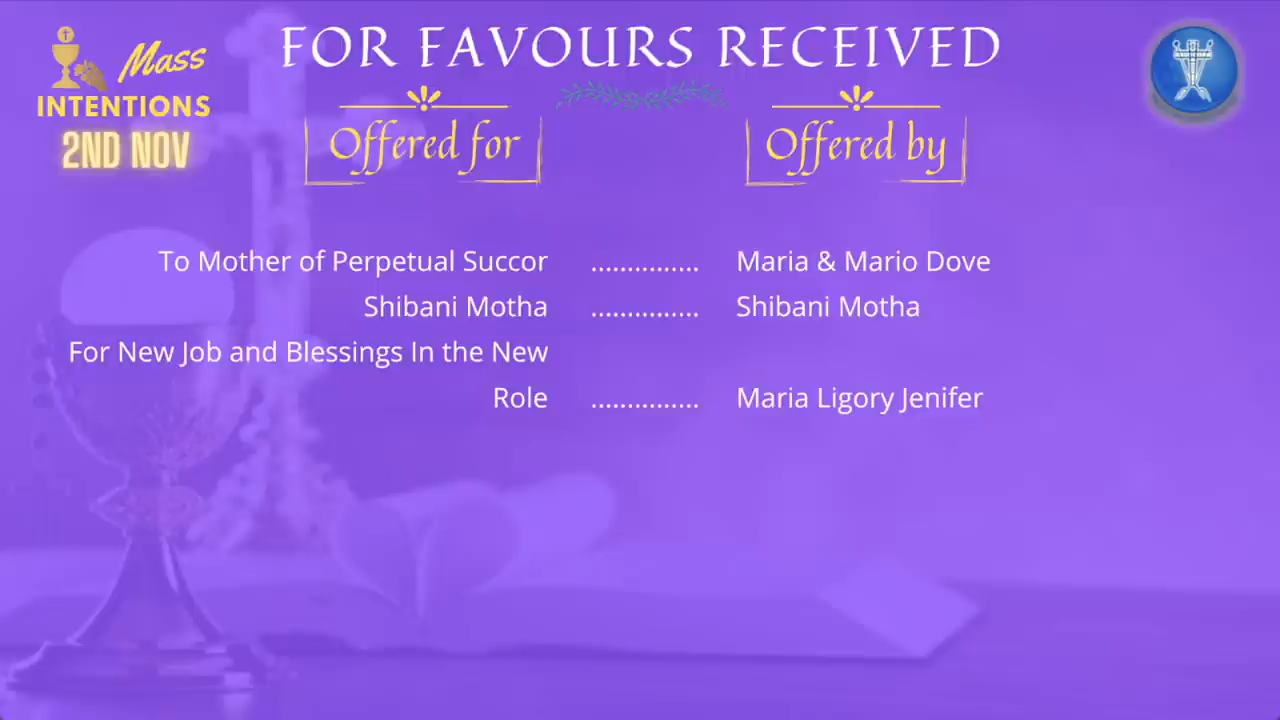 FOR FAVOURS RECEIVED
Mass
INTENTIONS
2ND NOV
Offered for
Offered by
To Mother of Perpetual Succor ............... Maria & Mario Dove
Shibani Motha ............... Shibani Motha
For New Job and Blessings In the New
Role ............... Maria Ligory Jenifer